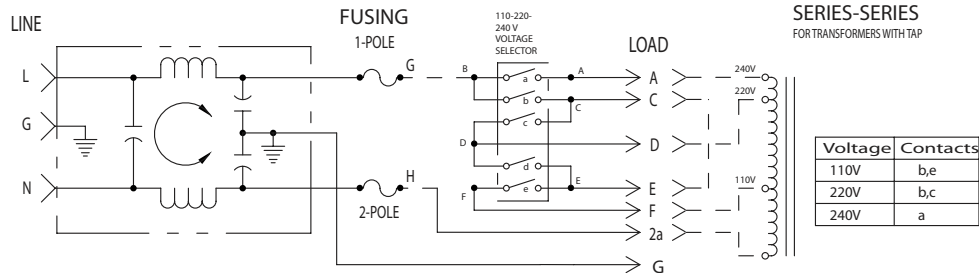 LINE
FUSING
1-POLE
110-220-
240 V
VOLTAGE
SELECTOR
LOAD
SERIES-SERIES
FOR TRANSFORMERS WITH TAP
L
G
B
a
A
A
240V
b
C
C
220V
G
c
D
D
d
N
H
e
E
E
110V
F
F
2-POLE
2a
G
Voltage Contacts
110V b,e
220V b,c
240V a